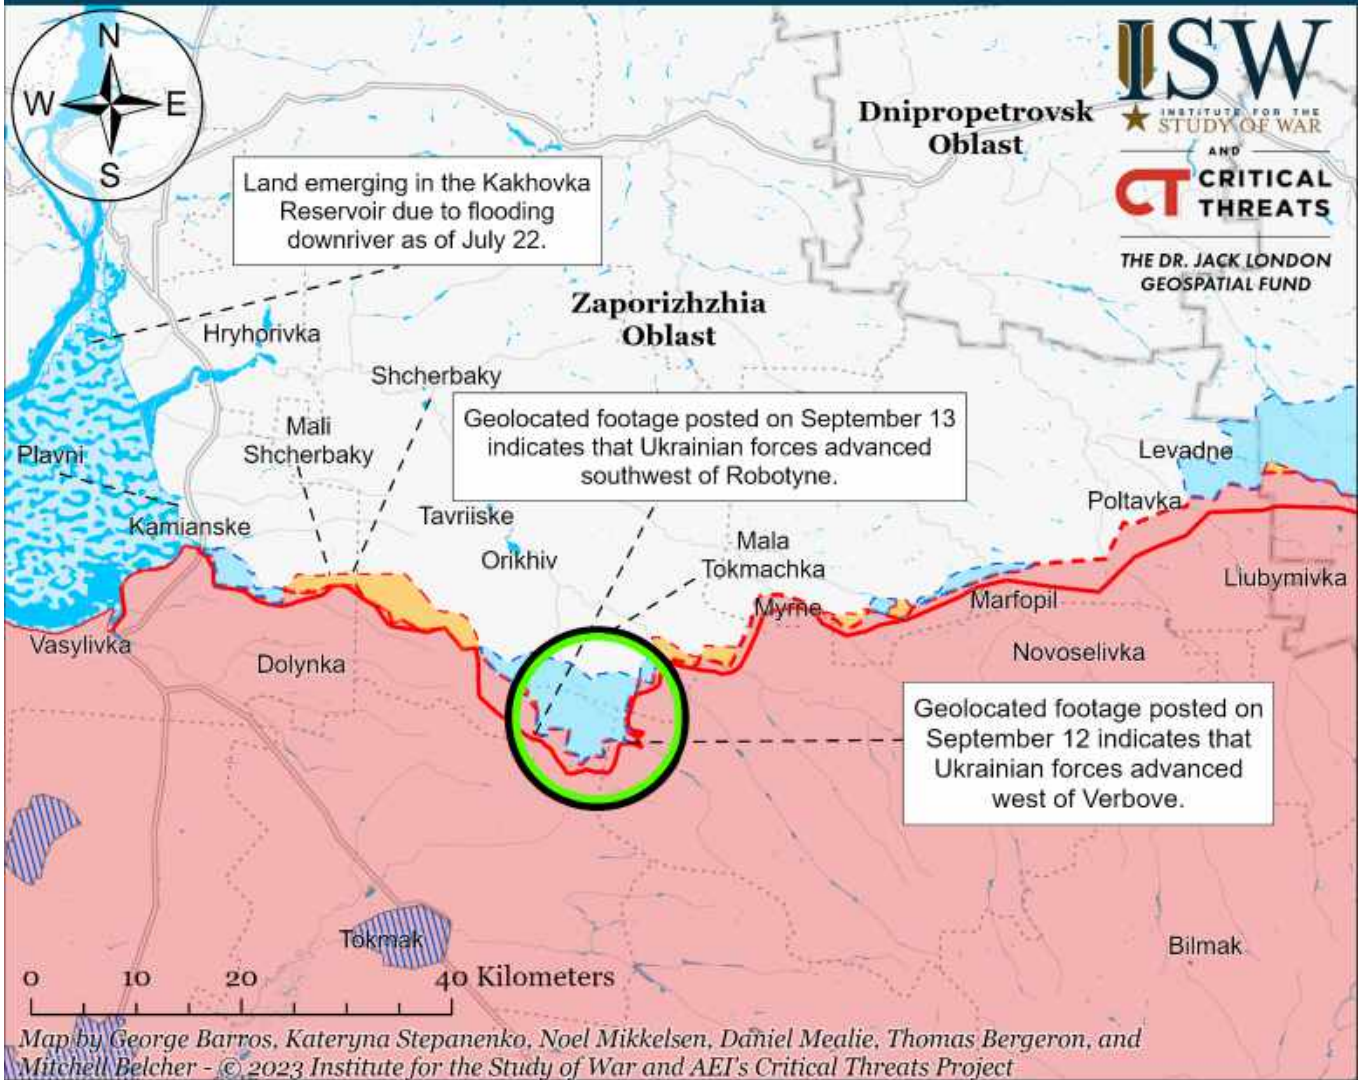 N
W
E
S
ISW
INSTITUTE FOR THE
STUDY OF WAR
AND
CT CRITICAL
THREATS
THE DR. JACK LONDON
GEOSPATIAL FUND
Dnipropetrovsk
Oblast
Land emerging in the Kakhovka
Reservoir due to flooding
downriver as of July 22.
Zaporizhzhia
Oblast
Hryhorivka
Shcherbaky
Geolocated footage posted on September 13
indicates that Ukrainian forces advanced
southwest of Robotyne.
Mali
Shcherbaky
Plavni
Levadne
Poltavka
Kamianske
Tavriiske
Orikhiv
Mala
Tokmachka
Liubymivka
Myrne
Marfopil
Vasylivka
Dolynka
Novoselivka
Geolocated footage posted on
September 12 indicates that
Ukrainian forces advanced
west of Verbove.
Tokmak
Bilmak
0 10 20 40 Kilometers
Map by George Barros, Kateryna Stepanenko, Noel Mikkelsen, Daniel Mealie, Thomas Bergeron, and
Mitchell Belcher - © 2023 Institute for the Study of War and AEI's Critical Threats Project